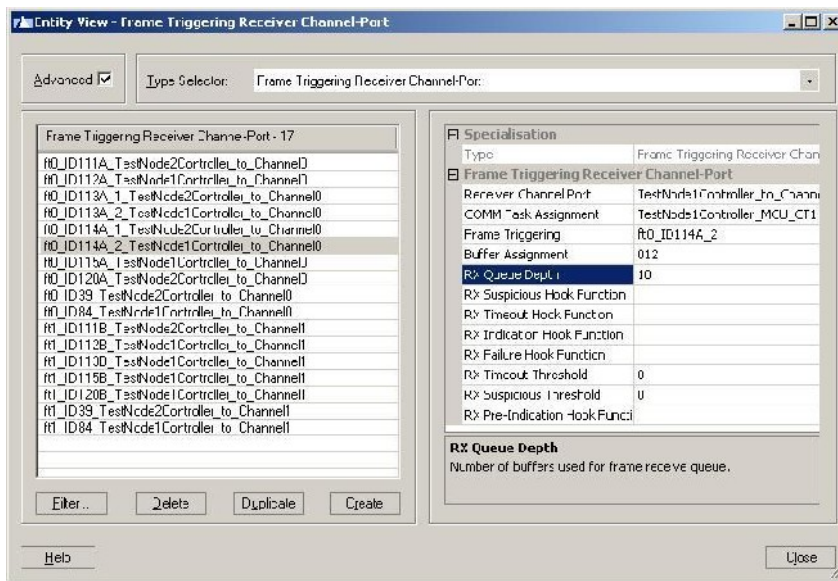 Entity View - Frame Triggering Receiver Channel-Port
Advanced
Type Selector:
Frame Triggering Receiver Channel-Port
Frame Triggering Receiver Channel-Port - 17
ft0_ID111A_TestNode2Controller_to_Channel0
ft0_ID112A_TestNode1Controller_to_Channel0
ft0_ID113A_1_TestNode2Controller_to_Channel0
ft0_ID113A_2_TestNode1Controller_to_Channel0
ft0_ID114A_1_TestNode2Controller_to_Channel0
ft0_ID114A_2_TestNode1Controller_to_Channel0
ft0_ID115A_TestNode1Controller_to_Channel0
ft0_ID120A_TestNode2Controller_to_Channel0
ft0_ID39_TestNode2Controller_to_Channel0
ft0_ID84_TestNode1Controller_to_Channel0
ft1_ID111B_TestNode2Controller_to_Channel1
ft1_ID112B_TestNode1Controller_to_Channel1
ft1_ID113B_TestNode1Controller_to_Channel1
ft1_ID115B_TestNode1Controller_to_Channel1
ft1_ID120B_TestNode1Controller_to_Channel1
ft1_ID39_TestNode2Controller_to_Channel1
ft1_ID84_TestNode1Controller_to_Channel1
Filter...
Delete
Duplicate
Create
Specialisation
Type Frame Triggering Receiver Chan
Frame Triggering Receiver Channel-Port
Receiver Channel Port TestNode1Controller_to_Chann
COMM Task Assignment TestNode1Controller_MCU_CT1
Frame Triggering ft0_ID114A_2
Buffer Assignment 012
RX Queue Depth 10
RX Suspicious Hook Function
RX Timeout Hook Function
RX Indication Hook Function
RX Failure Hook Function
RX Timeout Threshold 0
RX Suspicious Threshold 0
RX Pre-Indication Hook Functi
RX Queue Depth
Number of buffers used for frame receive queue.
Help
Close